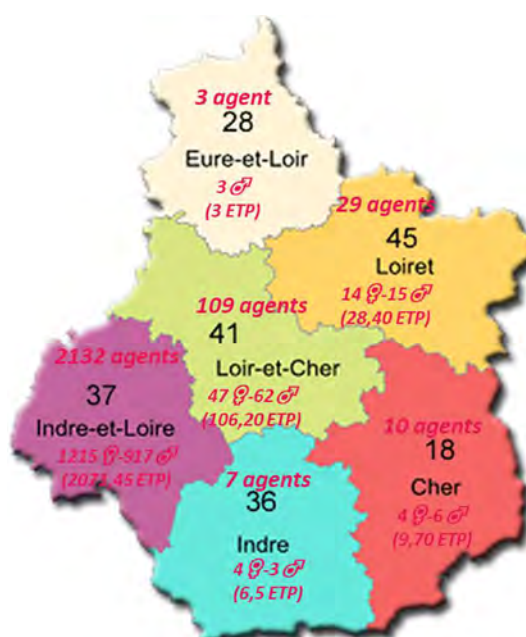 3 agent
28
Eure-et-Loir
3 ♂
(3 ETP)
29 agents
45
Loiret
14 ♀-15 ♂
(28,40 ETP)
109 agents
41
Loir-et-Cher
47 ♀-62 ♂
(106,20 ETP)
2132 agents
37
Indre-et-Loire
1215 ♀-917 ♂
(2071,45 ETP)
10 agents
18
Cher
4 ♀-6 ♂
(9,70 ETP)
7 agents
36
Indre
4 ♀-3 ♂
(6,5 ETP)